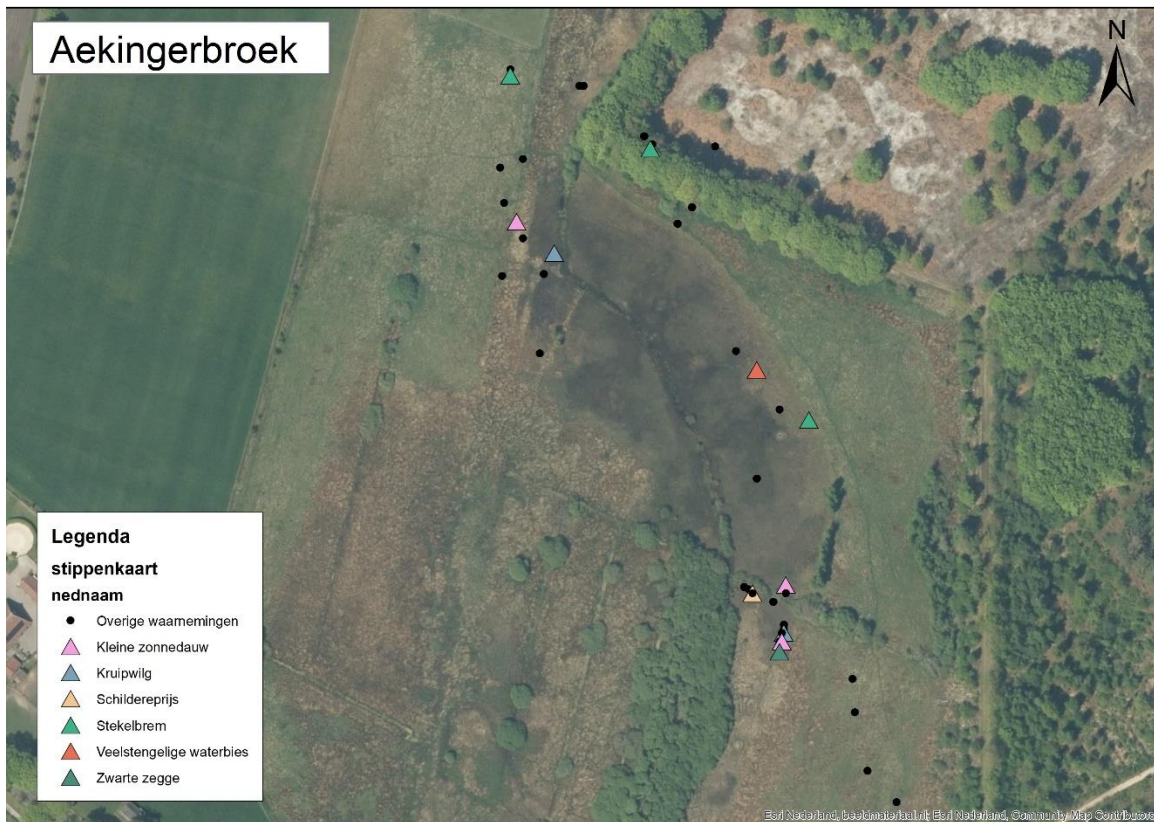 Aekingerbroek
N
Legenda
stippenkaart
nednaam
Overige waarnemingen
Kleine zonnedauw
Kruipwilg
Schildereprijs
Stekelbrem
Veelstengelige waterbies
Zwarte zegge
Esri Nederland, beeldmateriaal.nl, Esri Nederland, Community Map Contributors